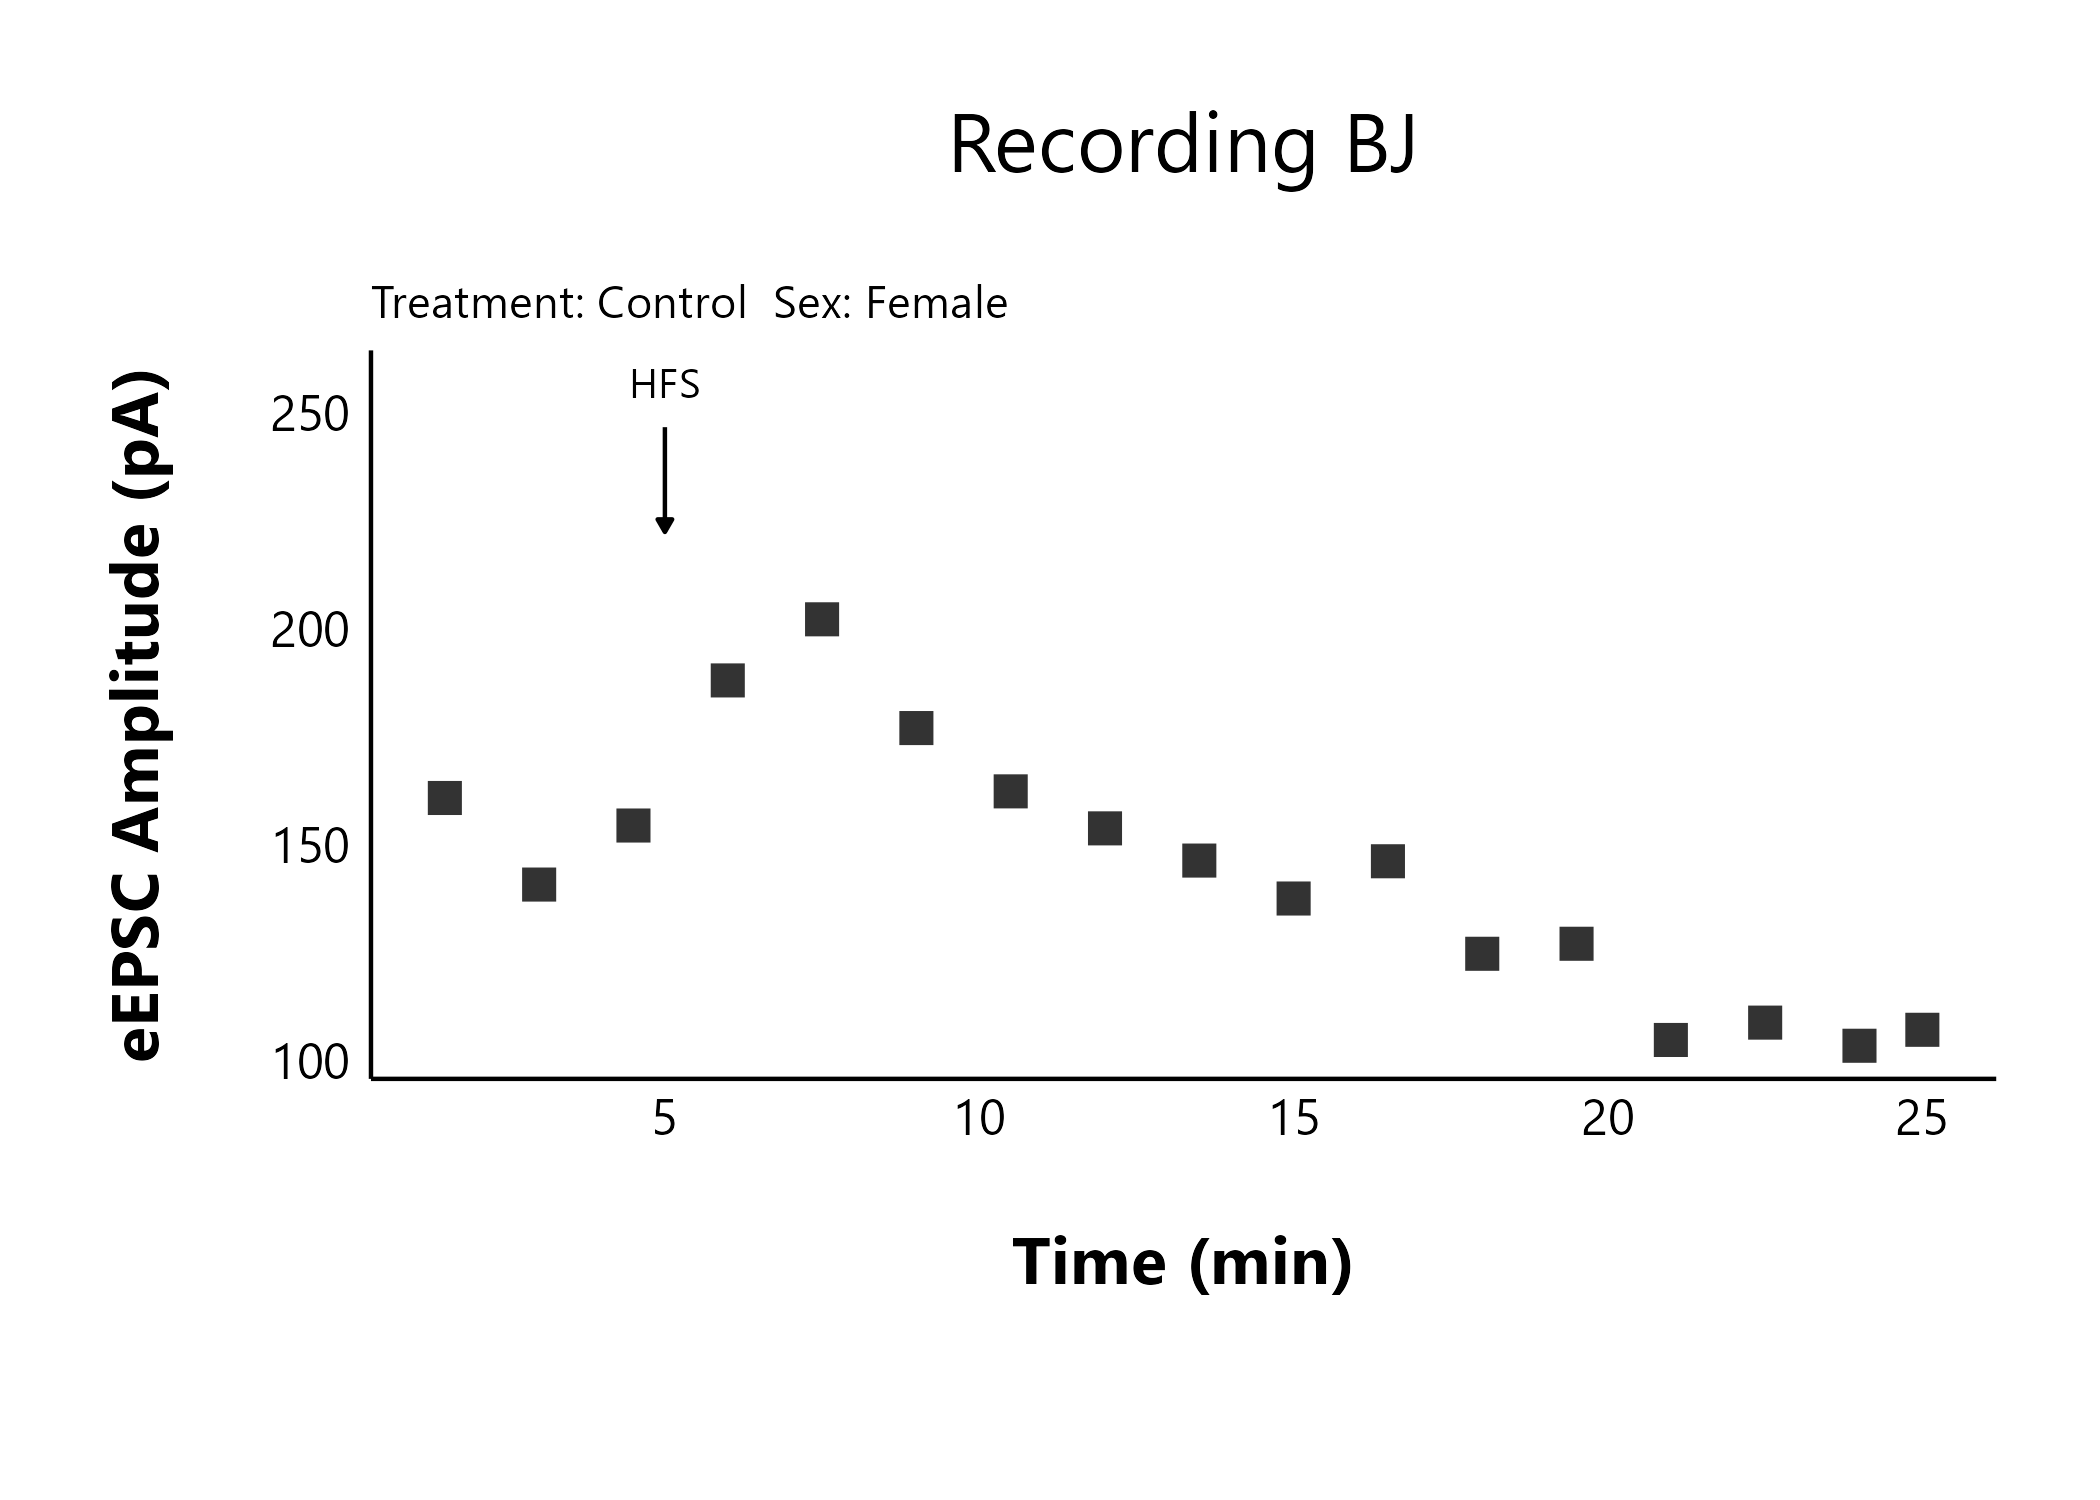 Recording BJ
Treatment: Control  Sex: Female
HFS
eEPSC Amplitude (pA)
250
200
150
100
5 10 15 20 25
Time (min)